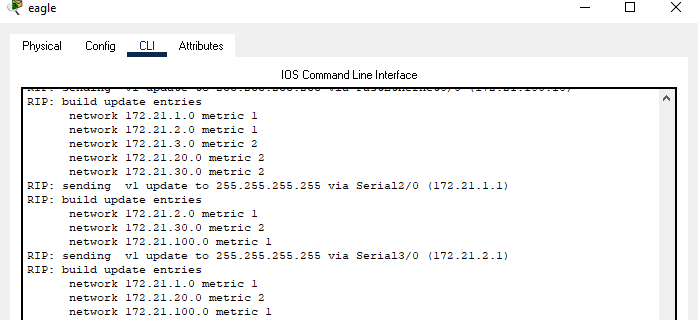 eagle
Physical Config CLI Attributes
IOS Command Line Interface
RIP: build update entries
network 172.21.1.0 metric 1
network 172.21.2.0 metric 1
network 172.21.3.0 metric 2
network 172.21.20.0 metric 2
network 172.21.30.0 metric 2
RIP: sending  v1 update to 255.255.255.255 via Serial2/0 (172.21.1.1)
RIP: build update entries
network 172.21.2.0 metric 1
network 172.21.30.0 metric 2
network 172.21.100.0 metric 1
RIP: sending  v1 update to 255.255.255.255 via Serial3/0 (172.21.2.1)
RIP: build update entries
network 172.21.1.0 metric 1
network 172.21.20.0 metric 2
network 172.21.100.0 metric 1